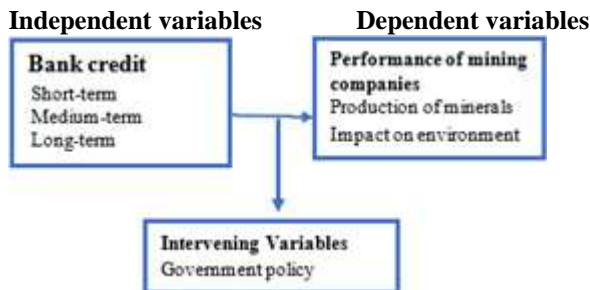 Independent variables Dependent variables
Bank credit
Short-term
Medium-term
Long-term
Performance of mining
companies
Production of minerals
Impact on environment
Intervening Variables
Government policy